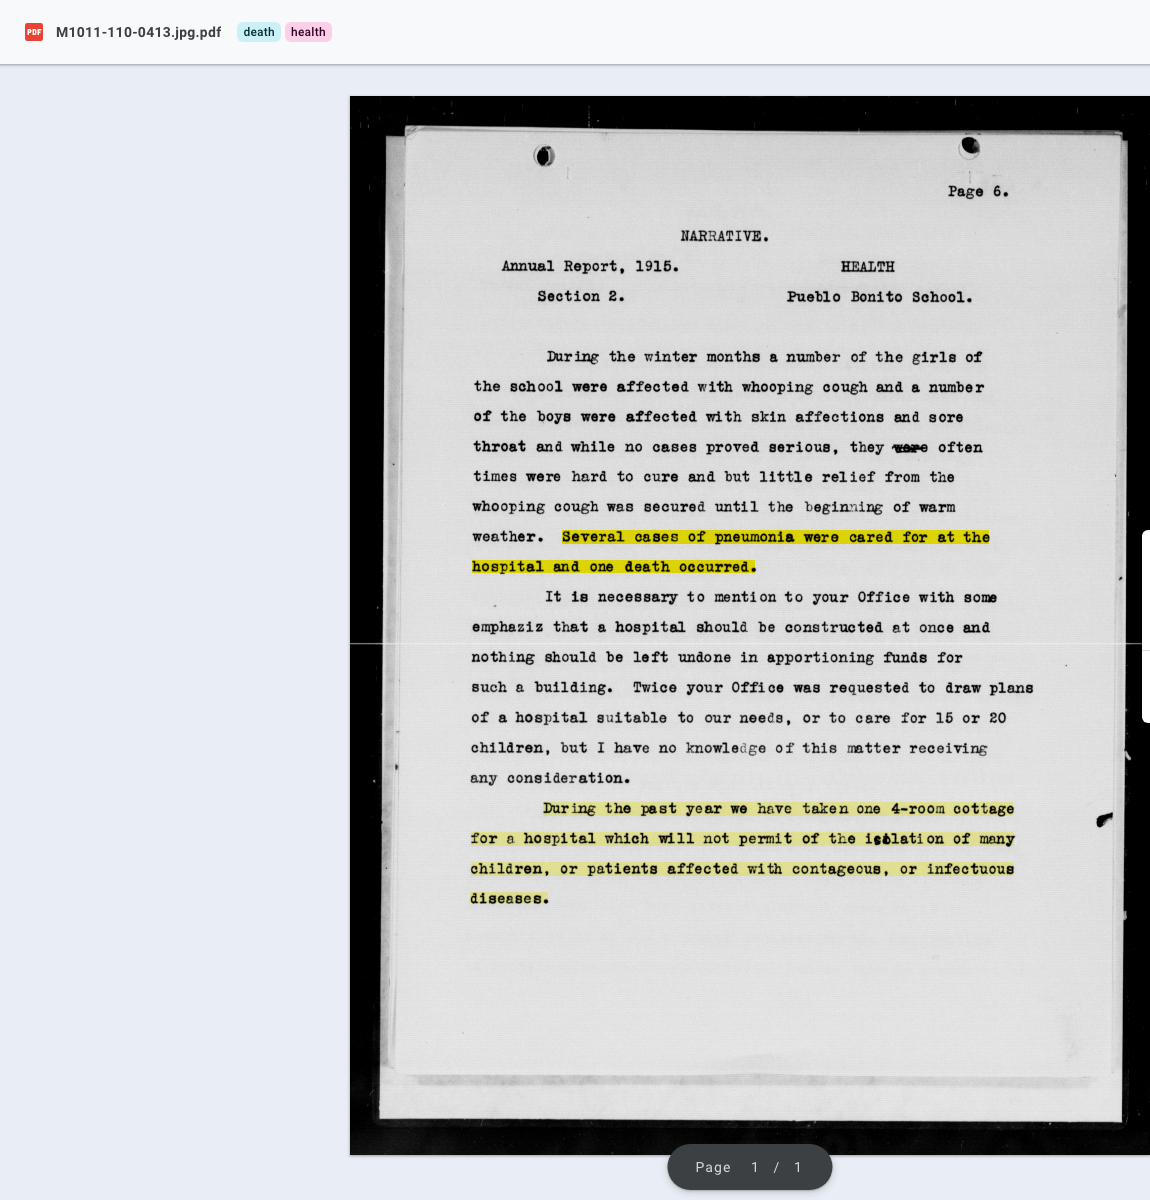 PDF M1011-110-0413.jpg.pdf death health
Page 6.
NARRATIVE.
Annual Report, 1915. HEALTH
Section 2. Pueblo Bonito School.
During the winter months a number of the girls of
the school were affected with whooping cough and a number
of the boys were affected with skin affections and sore
throat and while no cases proved serious, they were often
times were hard to cure and but little relief from the
whooping cough was secured until the beginning of warm
weather. Several cases of pneumonia were cared for at the
hospital and one death occurred.
It is necessary to mention to your Office with some
emphaziz that a hospital should be constructed at once and
nothing should be left undone in apportioning funds for
such a building. Twice your Office was requested to draw plans
of a hospital suitable to our needs, or to care for 15 or 20
children, but I have no knowledge of this matter receiving
any consideration.
During the past year we have taken one 4-room cottage
for a hospital which will not permit of the isolation of many
children, or patients affected with contageous, or infectuous
diseases.
Page 1 / 1